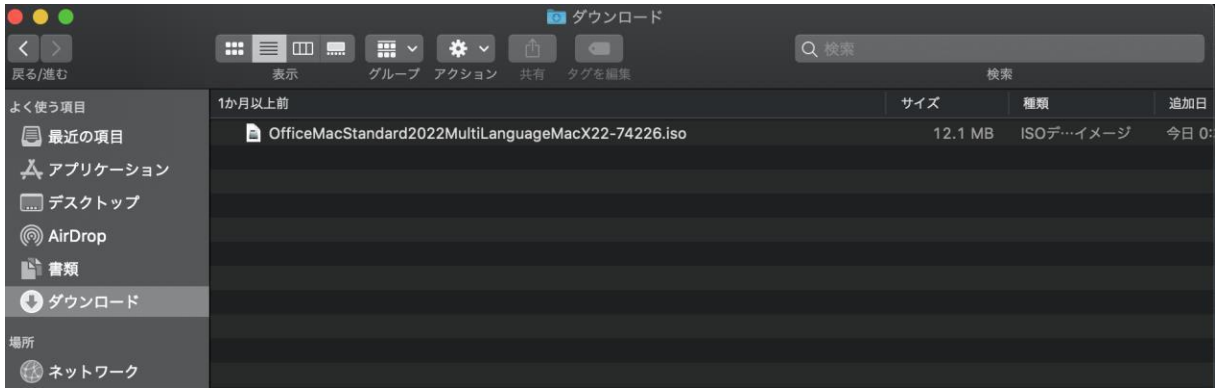 ダウンロード
戻る/進む
表示
グループ
アクション
共有
タグを編集
検索
検索
よく使う項目
最近の項目
アプリケーション
デスクトップ
AirDrop
書類
ダウンロード
場所
ネットワーク
1か月以上前
サイズ
種類
追加日
OfficeMacStandard2022MultiLanguageMacX22-74226.iso
12.1 MB
ISOデ…イメージ
今日 0: